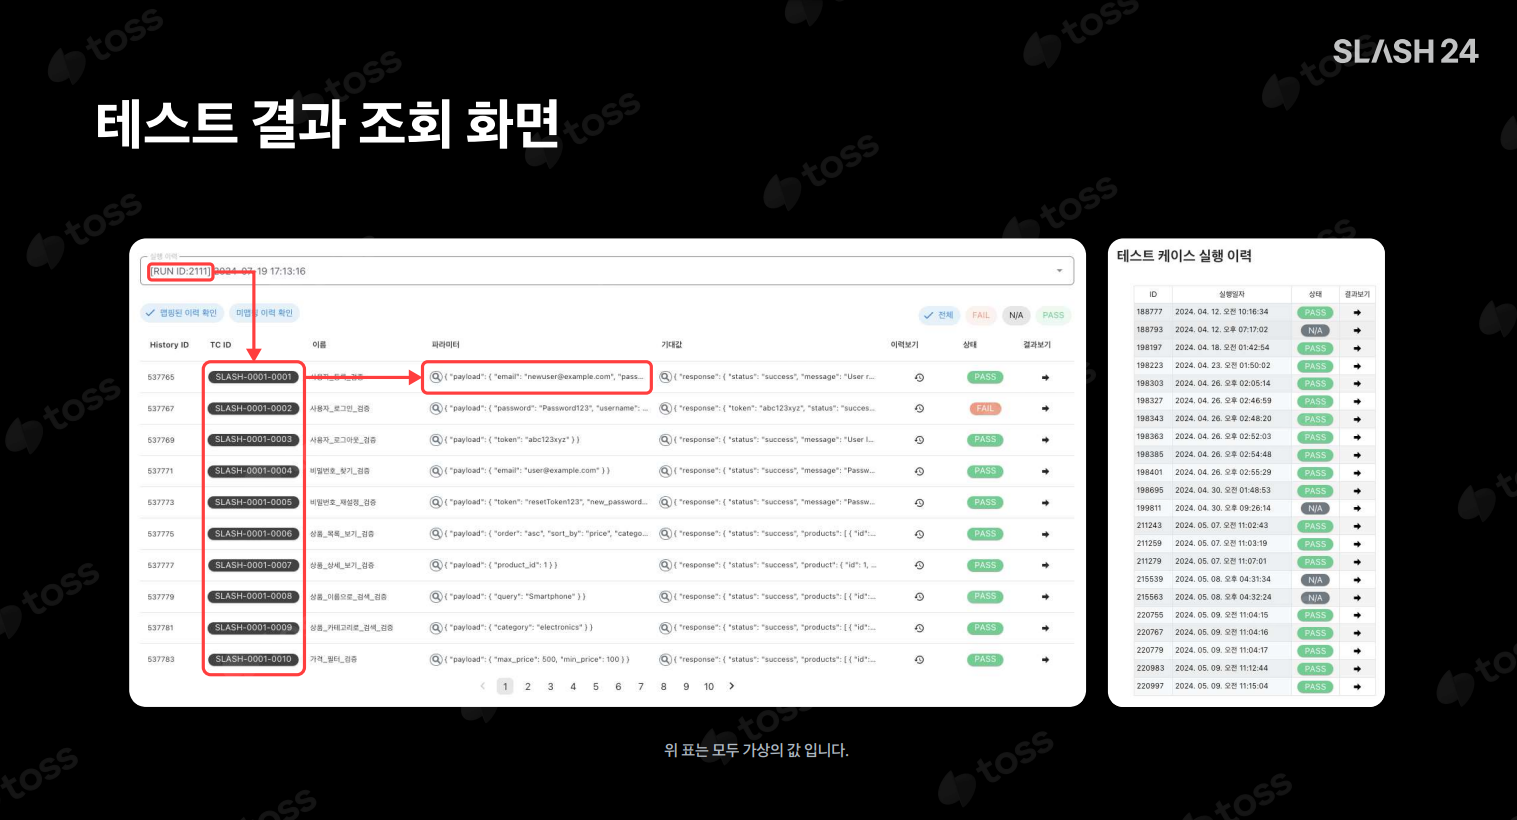 SLASH 24
테스트 결과 조회 화면
실행 이력
[RUN ID:2111] 2024-07-19 17:13:16
맵핑된 이력 확인 미맵핑 이력 확인 전체 FAIL N/A PASS
History ID TC ID 이름 파라미터 기대값 이력보기 상태 결과보기
537765 SLASH-0001-0001 사용자_등록_검증 { "payload": { "email": "newuser@example.com", "pass... { "response": { "status": "success", "message": "User r... PASS
537767 SLASH-0001-0002 사용자_로그인_검증 { "payload": { "password": "Password123", "username": ... { "response": { "token": "abc123xyz", "status": "succes... FAIL
537769 SLASH-0001-0003 사용자_로그아웃_검증 { "payload": { "token": "abc123xyz" } } { "response": { "status": "success", "message": "User l... PASS
537771 SLASH-0001-0004 비밀번호_찾기_검증 { "payload": { "email": "user@example.com" } } { "response": { "status": "success", "message": "Passw... PASS
537773 SLASH-0001-0005 비밀번호_재설정_검증 { "payload": { "token": "resetToken123", "new_password... { "response": { "status": "success", "message": "Passw... PASS
537775 SLASH-0001-0006 상품_목록_보기_검증 { "payload": { "order": "asc", "sort_by": "price", "catego... { "response": { "status": "success", "products": [ { "id":... PASS
537777 SLASH-0001-0007 상품_상세_보기_검증 { "payload": { "product_id": 1 } } { "response": { "status": "success", "product": { "id": 1, ... PASS
537779 SLASH-0001-0008 상품_이름으로_검색_검증 { "payload": { "query": "Smartphone" } } { "response": { "status": "success", "products": [ { "id":... PASS
537781 SLASH-0001-0009 상품_카테고리로_검색_검증 { "payload": { "category": "electronics" } } { "response": { "status": "success", "products": [ { "id":... PASS
537783 SLASH-0001-0010 가격_필터_검증 { "payload": { "max_price": 500, "min_price": 100 } } { "response": { "status": "success", "products": [ { "id":... PASS
1 2 3 4 5 6 7 8 9 10
테스트 케이스 실행 이력
ID 실행일자 상태 결과보기
188777 2024. 04. 12. 오전 10:16:34 PASS
188793 2024. 04. 12. 오후 07:17:02 N/A
198197 2024. 04. 18. 오전 01:42:54 PASS
198223 2024. 04. 23. 오전 01:50:02 PASS
198303 2024. 04. 26. 오후 02:05:14 PASS
198327 2024. 04. 26. 오후 02:46:59 PASS
198343 2024. 04. 26. 오후 02:48:20 PASS
198363 2024. 04. 26. 오후 02:52:03 PASS
198385 2024. 04. 26. 오후 02:54:48 PASS
198401 2024. 04. 26. 오후 02:55:29 PASS
198695 2024. 04. 30. 오전 01:48:53 PASS
199811 2024. 04. 30. 오전 09:26:14 N/A
211243 2024. 05. 07. 오전 11:02:43 PASS
211259 2024. 05. 07. 오전 11:03:19 PASS
211279 2024. 05. 07. 오전 11:07:01 PASS
215539 2024. 05. 08. 오후 04:31:34 N/A
215563 2024. 05. 08. 오후 04:32:24 N/A
220755 2024. 05. 09. 오전 11:04:15 PASS
220767 2024. 05. 09. 오전 11:04:16 PASS
220779 2024. 05. 09. 오전 11:04:17 PASS
220983 2024. 05. 09. 오전 11:12:44 PASS
220997 2024. 05. 09. 오전 11:15:04 PASS
위 표는 모두 가상의 값 입니다.
toss